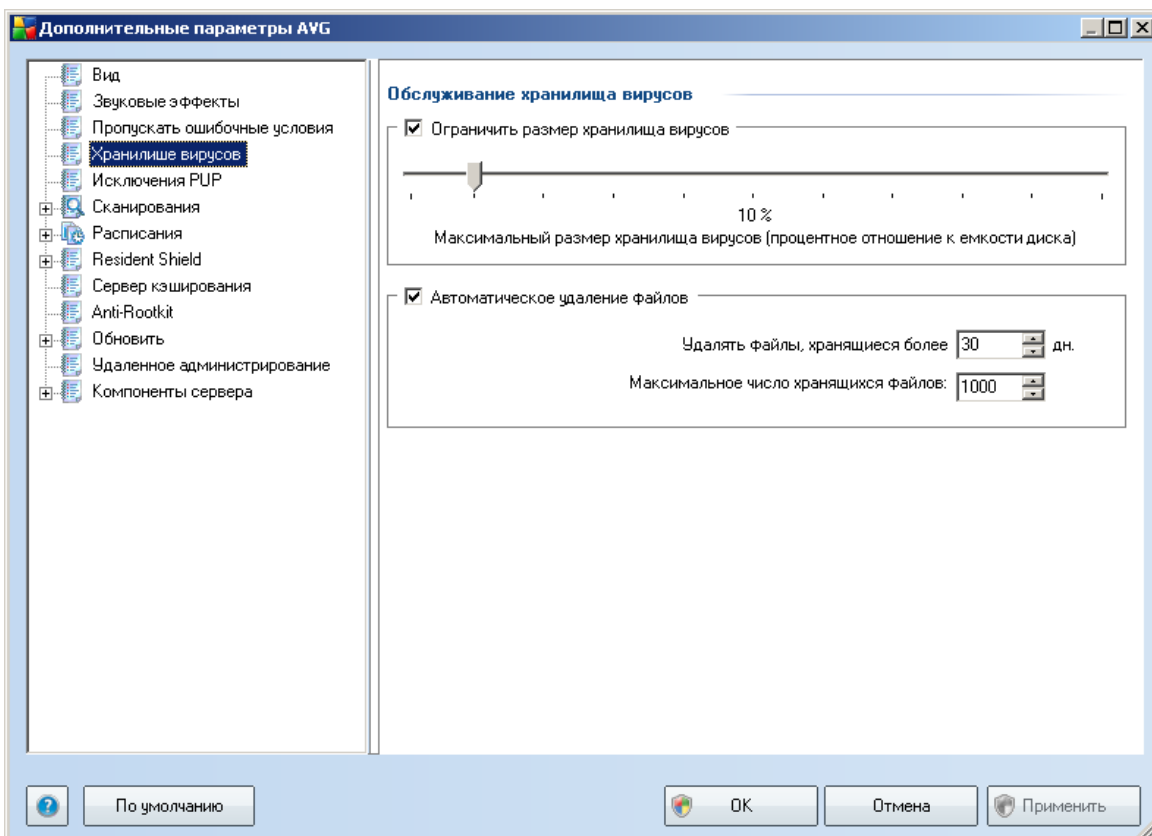 Дополнительные параметры AVG
Вид
Звуковые эффекты
Пропускать ошибочные условия
Хранилише вирусов
Исключения PUP
Сканирования
Расписания
Resident Shield
Сервер кэширования
Anti-Rootkit
Обновить
Удаленное администрирование
Компоненты сервера
Обслуживание хранилища вирусов
Ограничить размер хранилища вирусов
10 %
Максимальный размер хранилища вирусов (процентное отношение к емкости диска)
Автоматическое удаление файлов
Удалять файлы, хранящиеся более 30 дн.
Максимальное число хранящихся файлов: 1000
По умолчанию
OK
Отмена
Применить